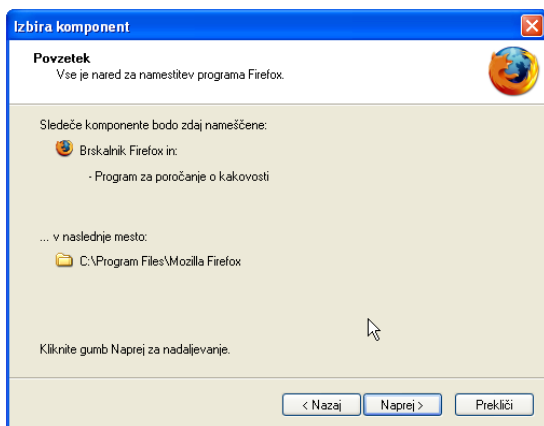 Izbira komponent
Povzetek
Vse je nared za namestitev programa Firefox.
Sledeče komponente bodo zdaj nameščene:
Brskalnik Firefox in:
- Program za poročanje o kakovosti
... v naslednje mesto:
C:\Program Files\Mozilla Firefox
Kliknite gumb Naprej za nadaljevanje.
< Nazaj Naprej > Prekliči